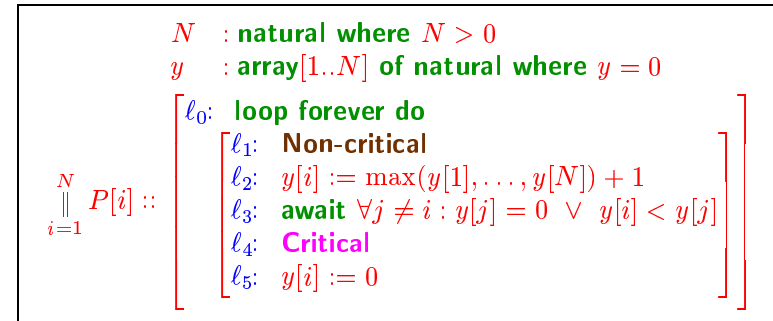 N : natural where N > 0
y : array[1..N] of natural where y = 0
ℓ0: loop forever do
ℓ1: Non-critical
ℓ2: y[i] := max(y[1], . . . , y[N]) + 1
N ∥ i=1 P[i] :: ℓ3: await ∀j ≠ i : y[j] = 0 ∨ y[i] < y[j]
ℓ4: Critical
ℓ5: y[i] := 0